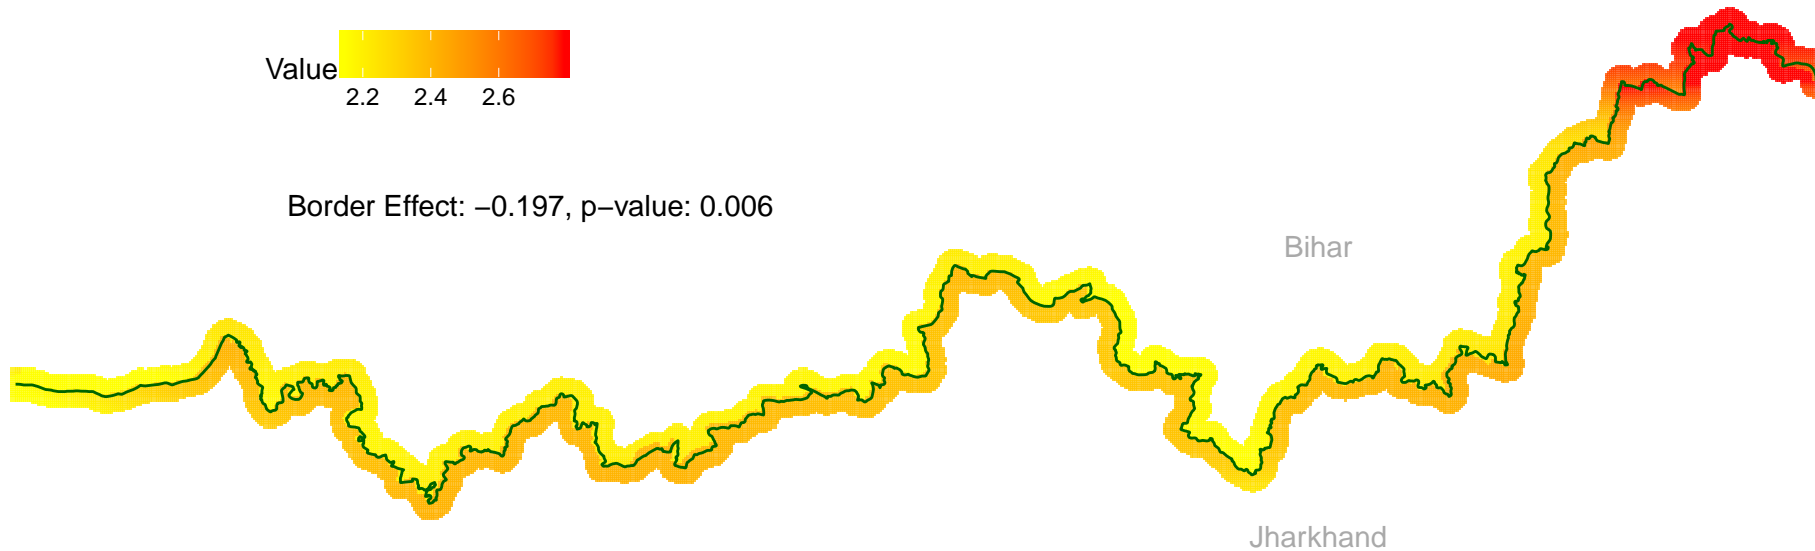 Value
2.2 2.4 2.6
Border Effect: −0.197, p−value: 0.006
Bihar
Jharkhand